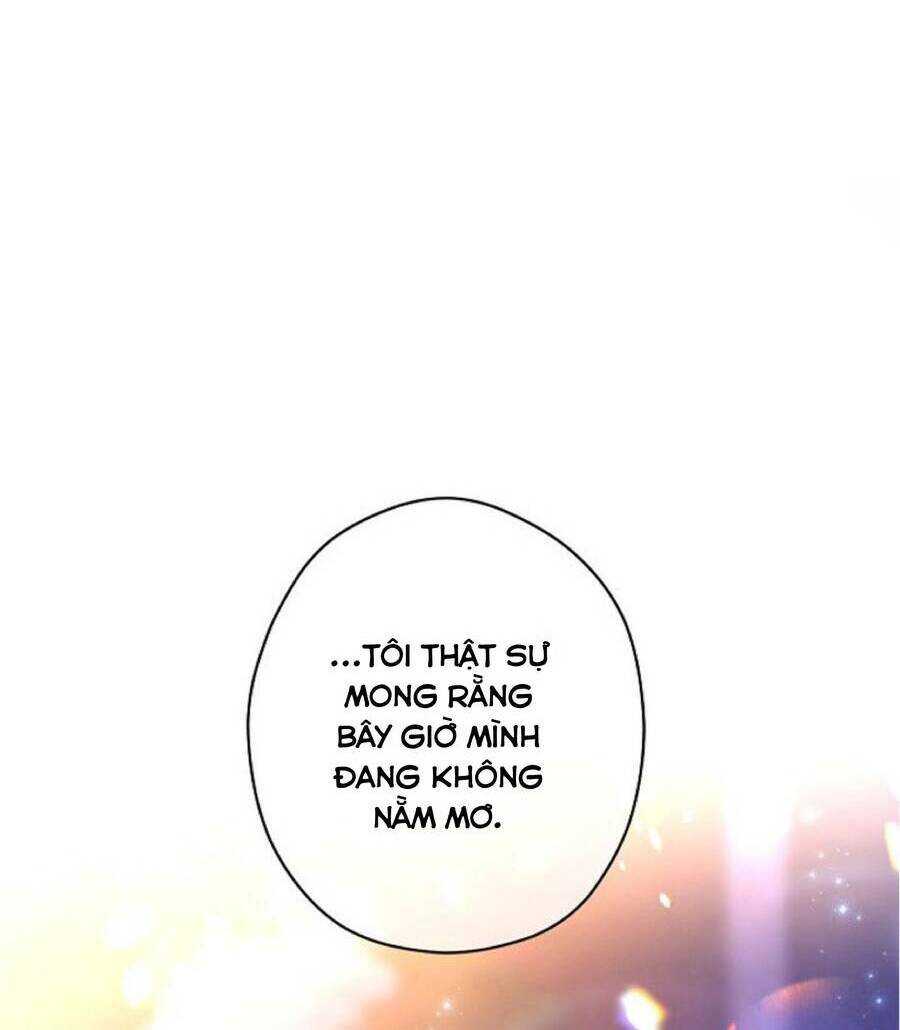 ...TÔI THẬT SỰ
MONG RẰNG
BÂY GIỜ MÌNH
ĐANG KHÔNG
NẰM MƠ.